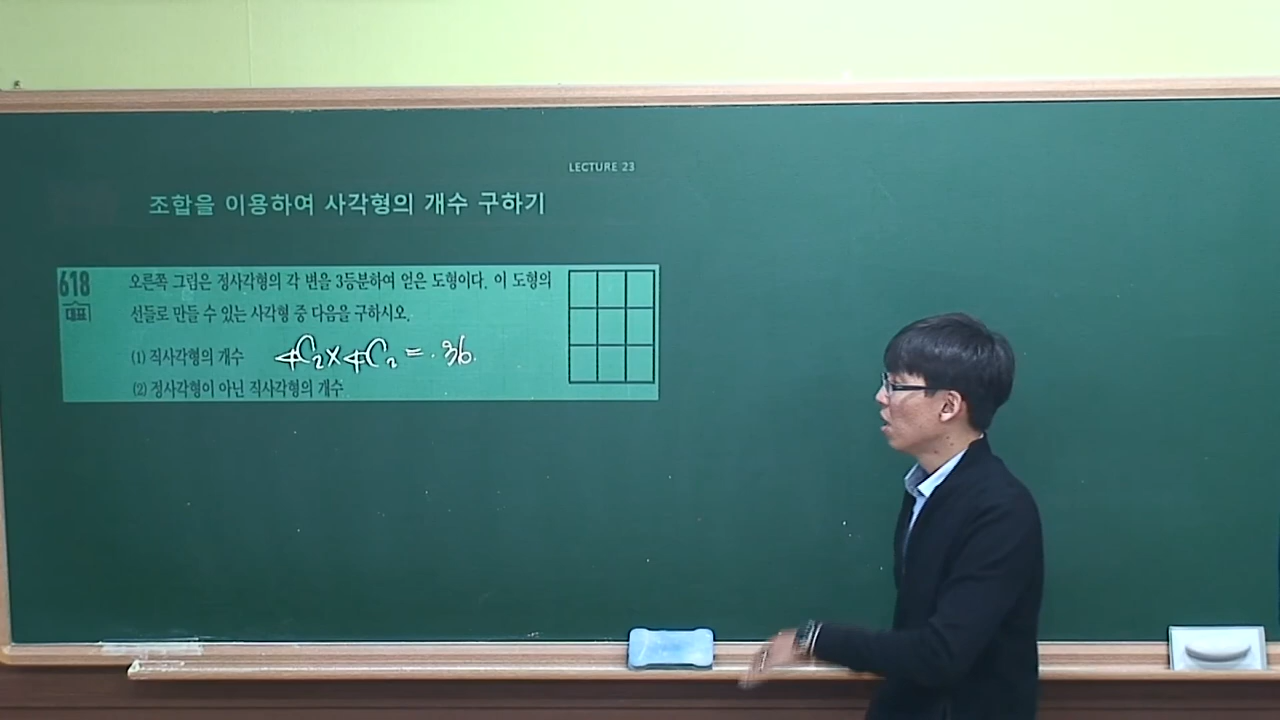 LECTURE 23
조합을 이용하여 사각형의 개수 구하기
618
대표
오른쪽 그림은 정사각형의 각 변을 3등분하여 얻은 도형이다. 이 도형의
선들로 만들 수 있는 사각형 중 다음을 구하시오.
(1) 직사각형의 개수 4C2×4C2 = 36.
(2) 정사각형이 아닌 직사각형의 개수